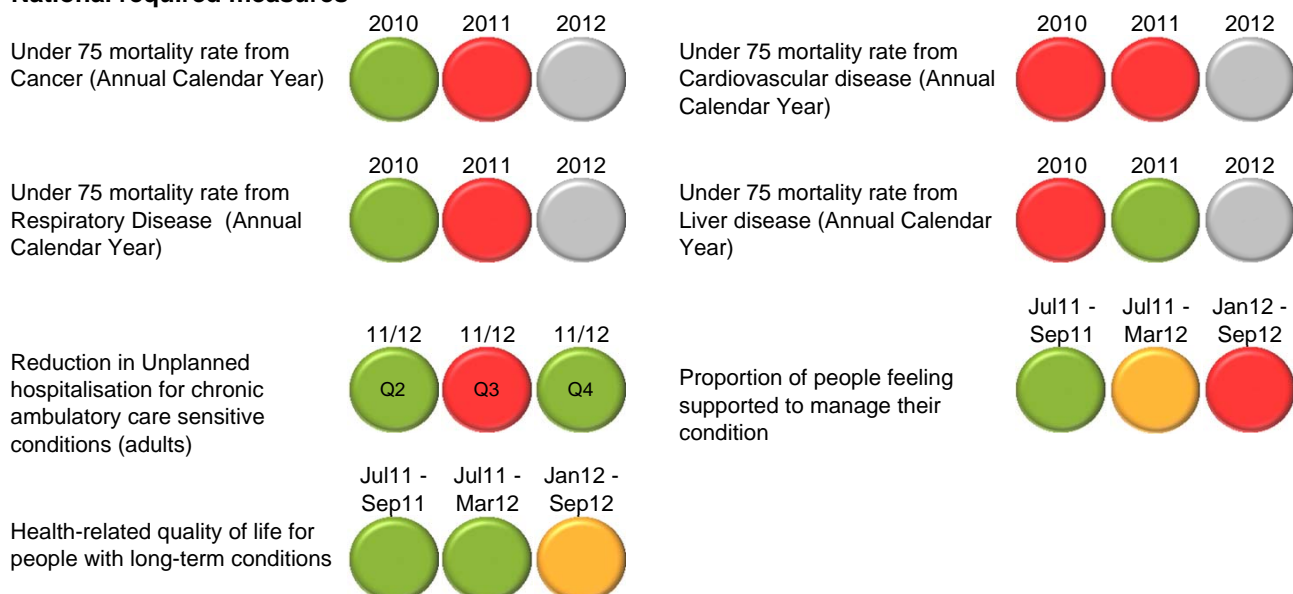 National required measures
2010 2011 2012
Under 75 mortality rate from
Cancer (Annual Calendar Year)
2010 2011 2012
Under 75 mortality rate from
Cardiovascular disease (Annual
Calendar Year)
2010 2011 2012
Under 75 mortality rate from
Respiratory Disease (Annual
Calendar Year)
2010 2011 2012
Under 75 mortality rate from
Liver disease (Annual Calendar
Year)
11/12 11/12 11/12
Reduction in Unplanned
hospitalisation for chronic
ambulatory care sensitive
conditions (adults)
Q2 Q3 Q4
Jul11 - Jul11 - Jan12 -
Sep11 Mar12 Sep12
Proportion of people feeling
supported to manage their
condition
Jul11 - Jul11 - Jan12 -
Sep11 Mar12 Sep12
Health-related quality of life for
people with long-term conditions